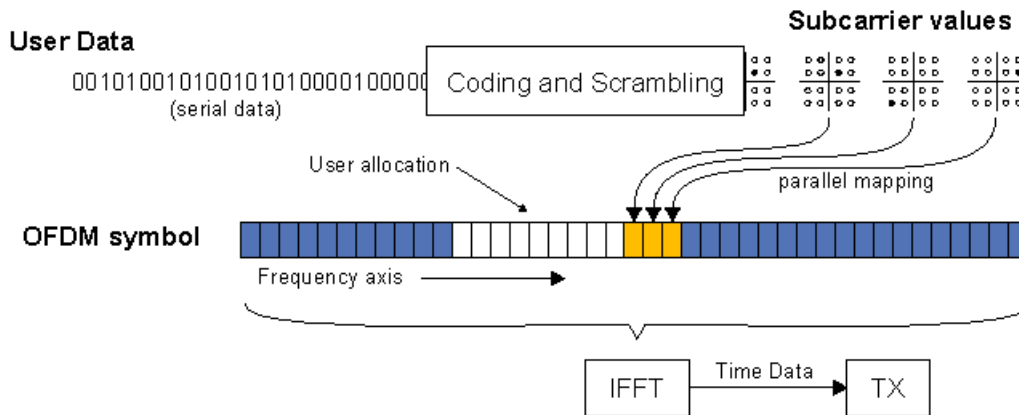 Subcarrier values
User Data
001010010100101010000100000
Coding and Scrambling
(serial data)
User allocation
parallel mapping
OFDM symbol
Frequency axis
IFFT
Time Data
TX